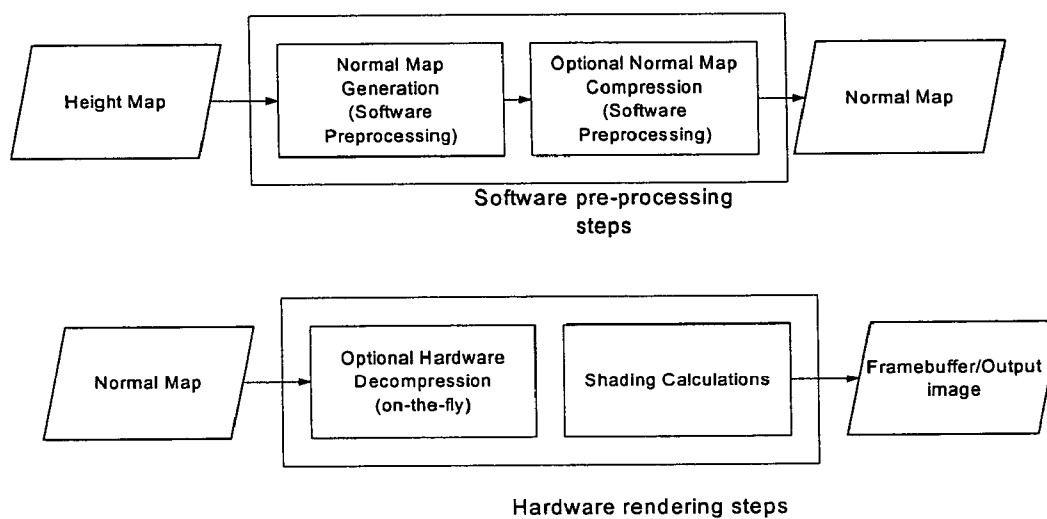 Height Map
Normal Map
Generation
(Software
Preprocessing)
Optional Normal Map
Compression
(Software
Preprocessing)
Normal Map
Software pre-processing
steps
Normal Map
Optional Hardware
Decompression
(on-the-fly)
Shading Calculations
Framebuffer/Output
image
Hardware rendering steps